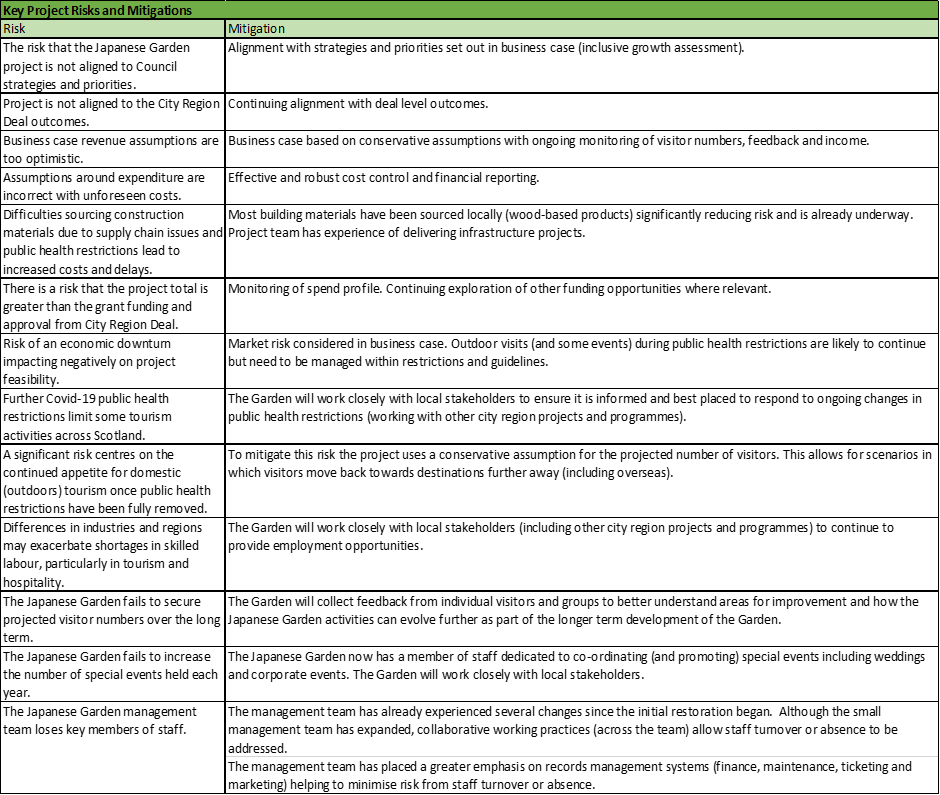 Key Project Risks and Mitigations
Risk
Mitigation
The risk that the Japanese Garden
project is not aligned to Council
strategies and priorities.
Alignment with strategies and priorities set out in business case (inclusive growth assessment).
Project is not aligned to the City Region
Deal outcomes.
Continuing alignment with deal level outcomes.
Business case revenue assumptions are
too optimistic.
Business case based on conservative assumptions with ongoing monitoring of visitor numbers, feedback and income.
Assumptions around expenditure are
incorrect with unforeseen costs.
Effective and robust cost control and financial reporting.
Difficulties sourcing construction
materials due to supply chain issues and
public health restrictions lead to
increased costs and delays.
Most building materials have been sourced locally (wood-based products) significantly reducing risk and is already underway.
Project team has experience of delivering infrastructure projects.
There is a risk that the project total is
greater than the grant funding and
approval from City Region Deal.
Monitoring of spend profile. Continuing exploration of other funding opportunities where relevant.
Risk of an economic downturn
impacting negatively on project
feasibility.
Market risk considered in business case. Outdoor visits (and some events) during public health restrictions are likely to continue
but need to be managed within restrictions and guidelines.
Further Covid-19 public health
restrictions limit some tourism
activities across Scotland.
The Garden will work closely with local stakeholders to ensure it is informed and best placed to respond to ongoing changes in
public health restrictions (working with other city region projects and programmes).
A significant risk centres on the
continued appetite for domestic
(outdoors) tourism once public health
restrictions have been fully removed.
To mitigate this risk the project uses a conservative assumption for the projected number of visitors. This allows for scenarios in
which visitors move back towards destinations further away (including overseas).
Differences in industries and regions
may exacerbate shortages in skilled
labour, particularly in tourism and
hospitality.
The Garden will work closely with local stakeholders (including other city region projects and programmes) to continue to
provide employment opportunities.
The Japanese Garden fails to secure
projected visitor numbers over the long
term.
The Garden will collect feedback from individual visitors and groups to better understand areas for improvement and how the
Japanese Garden activities can evolve further as part of the longer term development of the Garden.
The Japanese Garden fails to increase
the number of special events held each
year.
The Japanese Garden now has a member of staff dedicated to co-ordinating (and promoting) special events including weddings
and corporate events. The Garden will work closely with local stakeholders.
The Japanese Garden management
team loses key members of staff.
The management team has already experienced several changes since the initial restoration began. Although the small
management team has expanded, collaborative working practices (across the team) allow staff turnover or absence to be
addressed.
The management team has placed a greater emphasis on records management systems (finance, maintenance, ticketing and
marketing) helping to minimise risk from staff turnover or absence.